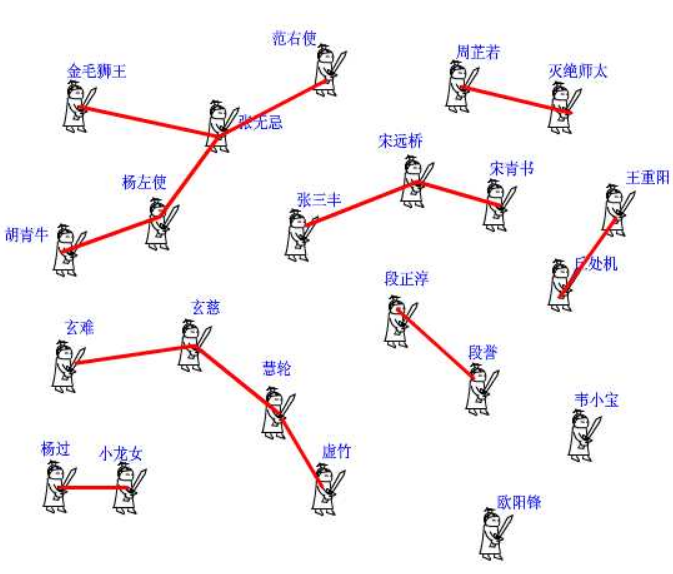 范右使
周芷若
金毛狮王
灭绝师太
张无忌
宋远桥
宋青书
王重阳
杨左使
张三丰
胡青牛
丘处机
段正淳
玄慈
玄难
段誉
慧轮
韦小宝
杨过
小龙女
虚竹
欧阳锋